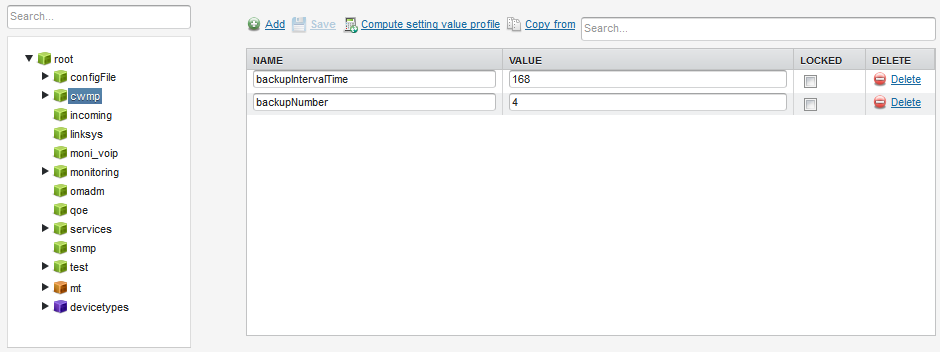 Search...
root
configFile
cwmp
incoming
linksys
moni_voip
monitoring
omadm
qoe
services
snmp
test
mt
devicetypes
Add Save Compute setting value profile Copy from Search...
NAME VALUE LOCKED DELETE
backupIntervalTime 168 Delete
backupNumber 4 Delete